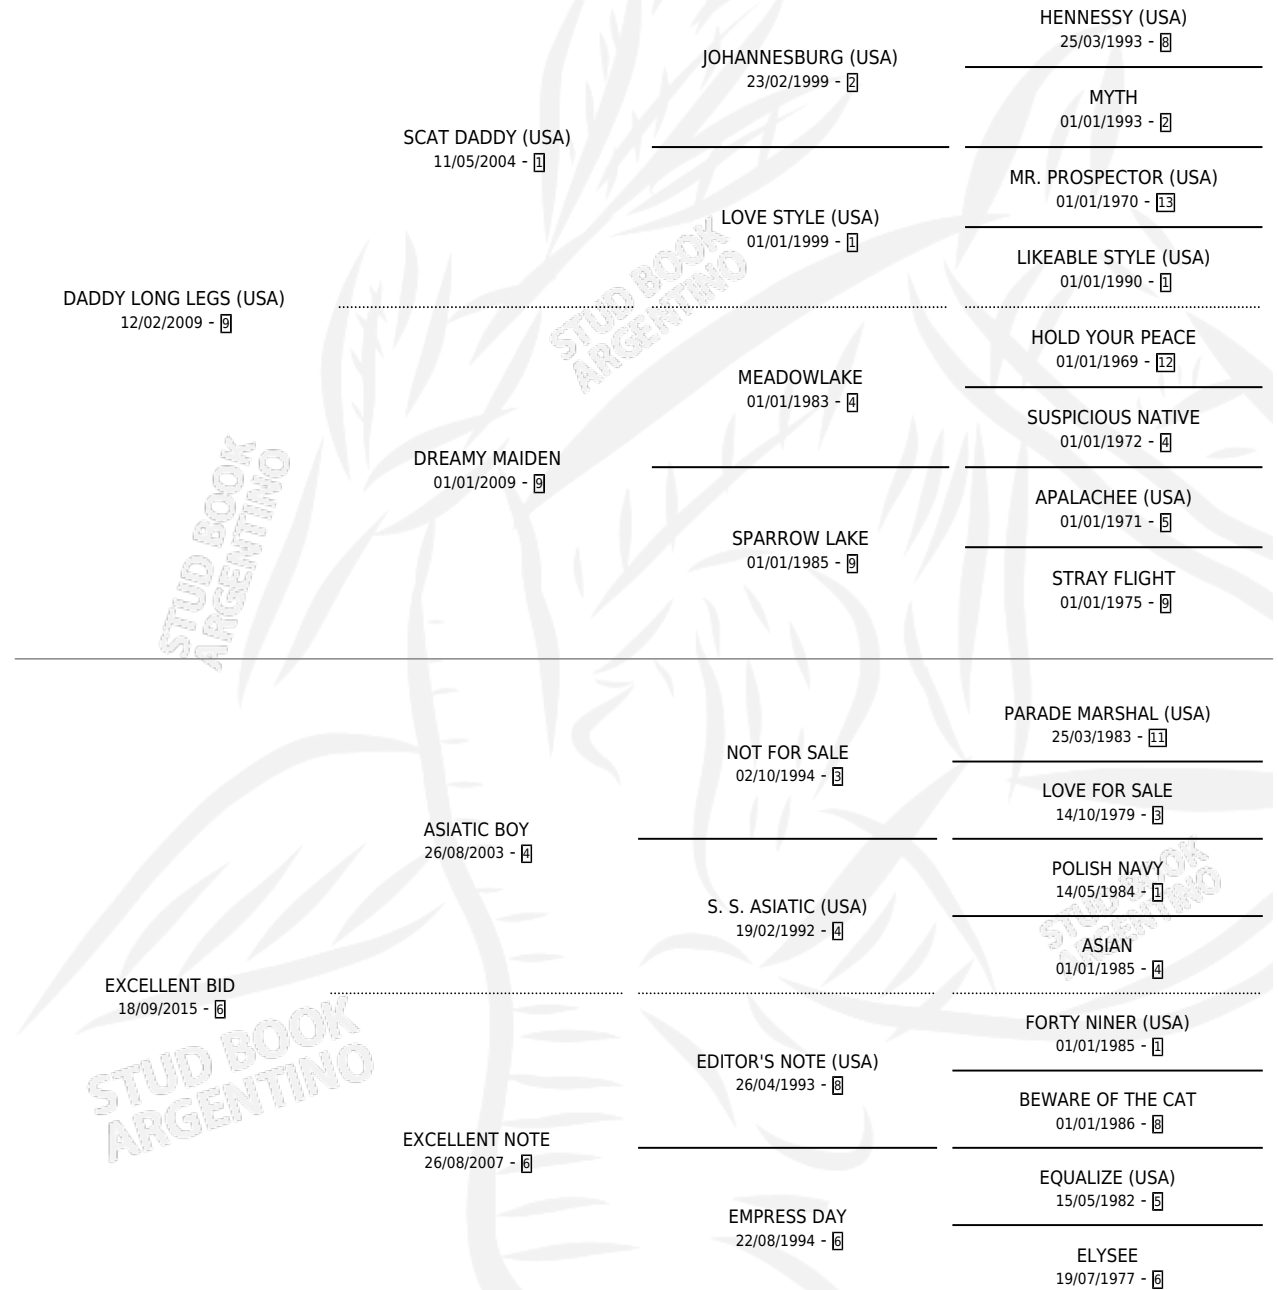 HENNESSY (USA)
25/03/1993 - 8
JOHANNESBURG (USA)
23/02/1999 - 2
MYTH
01/01/1993 - 2
SCAT DADDY (USA)
11/05/2004 - 1
MR. PROSPECTOR (USA)
01/01/1970 - 13
LOVE STYLE (USA)
01/01/1999 - 1
LIKEABLE STYLE (USA)
01/01/1990 - 1
DADDY LONG LEGS (USA)
12/02/2009 - 9
STUD BOOK
ARGENTINO
HOLD YOUR PEACE
01/01/1969 - 12
MEADOWLAKE
01/01/1983 - 4
SUSPICIOUS NATIVE
01/01/1972 - 4
DREAMY MAIDEN
01/01/2009 - 9
STUD BOOK
ARGENTINO
APALACHEE (USA)
01/01/1971 - 5
SPARROW LAKE
01/01/1985 - 9
STRAY FLIGHT
01/01/1975 - 9
PARADE MARSHAL (USA)
25/03/1983 - 11
NOT FOR SALE
02/10/1994 - 3
LOVE FOR SALE
14/10/1979 - 3
ASIATIC BOY
26/08/2003 - 4
POLISH NAVY
14/05/1984 - 1
STUD BOOK
ARGENTINO
S. S. ASIATIC (USA)
19/02/1992 - 4
ASIAN
01/01/1985 - 4
EXCELLENT BID
18/09/2015 - 6
STUD BOOK
ARGENTINO
FORTY NINER (USA)
01/01/1985 - 1
EDITOR'S NOTE (USA)
26/04/1993 - 8
BEWARE OF THE CAT
01/01/1986 - 8
EXCELLENT NOTE
26/08/2007 - 6
EQUALIZE (USA)
15/05/1982 - 5
EMPRESS DAY
22/08/1994 - 6
ELYSEE
19/07/1977 - 6